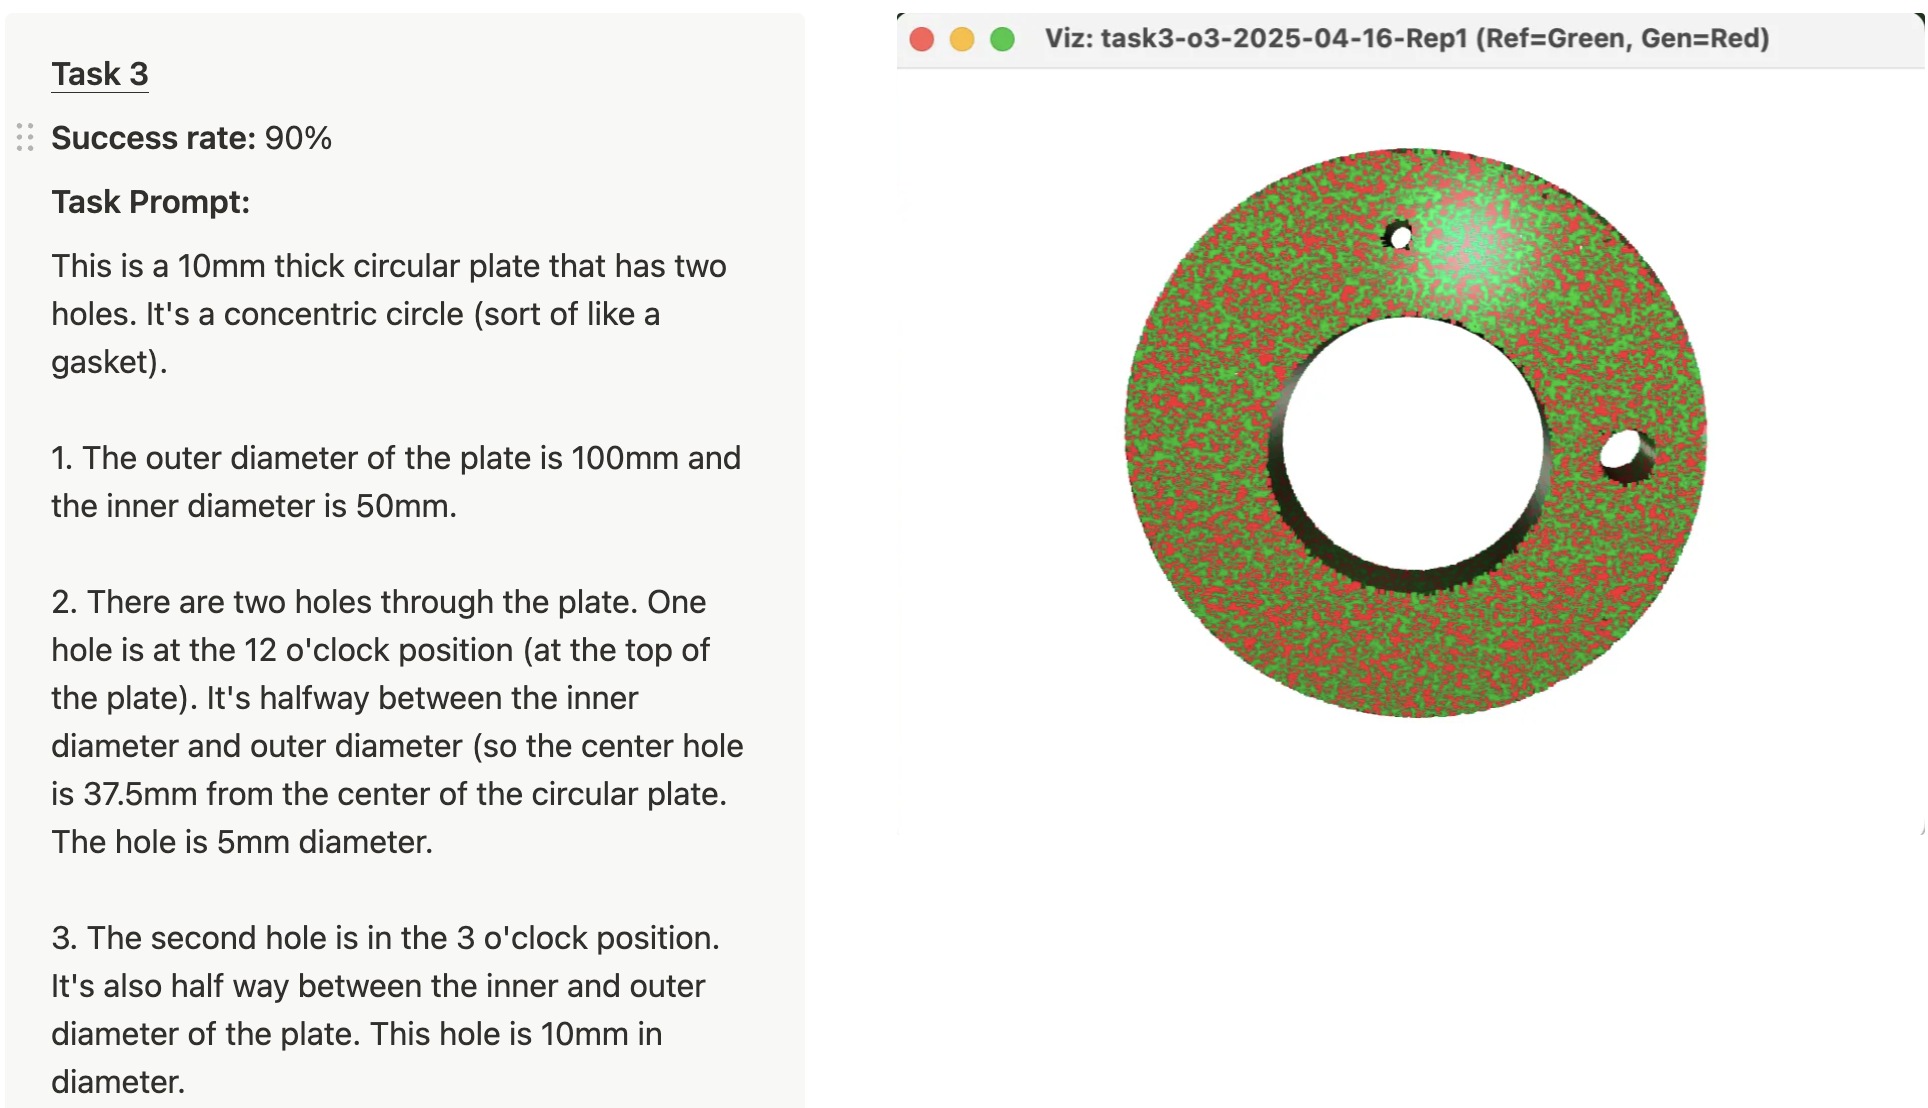 Task 3
Success rate: 90%
Task Prompt:
This is a 10mm thick circular plate that has two
holes. It's a concentric circle (sort of like a
gasket).
1. The outer diameter of the plate is 100mm and
the inner diameter is 50mm.
2. There are two holes through the plate. One
hole is at the 12 o'clock position (at the top of
the plate). It's halfway between the inner
diameter and outer diameter (so the center hole
is 37.5mm from the center of the circular plate.
The hole is 5mm diameter.
3. The second hole is in the 3 o'clock position.
It's also half way between the inner and outer
diameter of the plate. This hole is 10mm in
diameter.
Viz: task3-o3-2025-04-16-Rep1 (Ref=Green, Gen=Red)